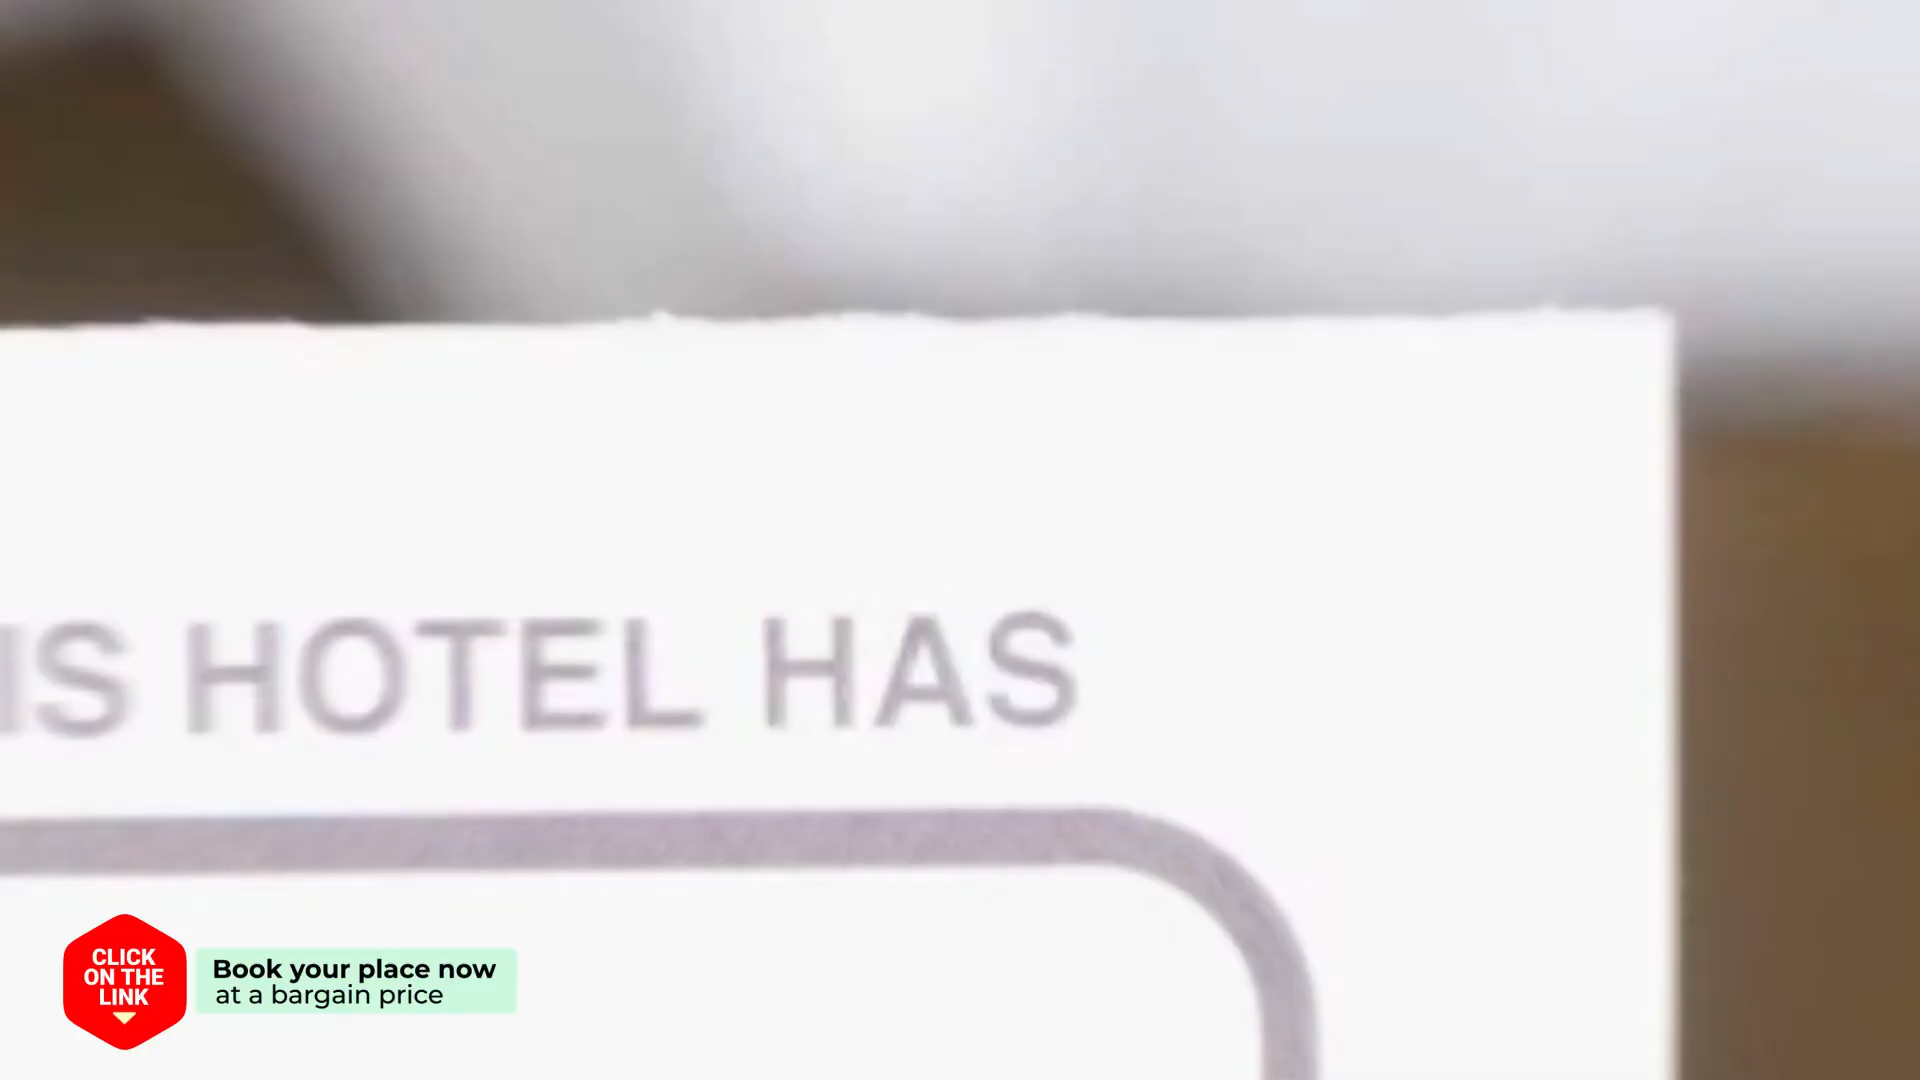 IS HOTEL HAS
CLICK
ON THE
LINK
Book your place now
at a bargain price